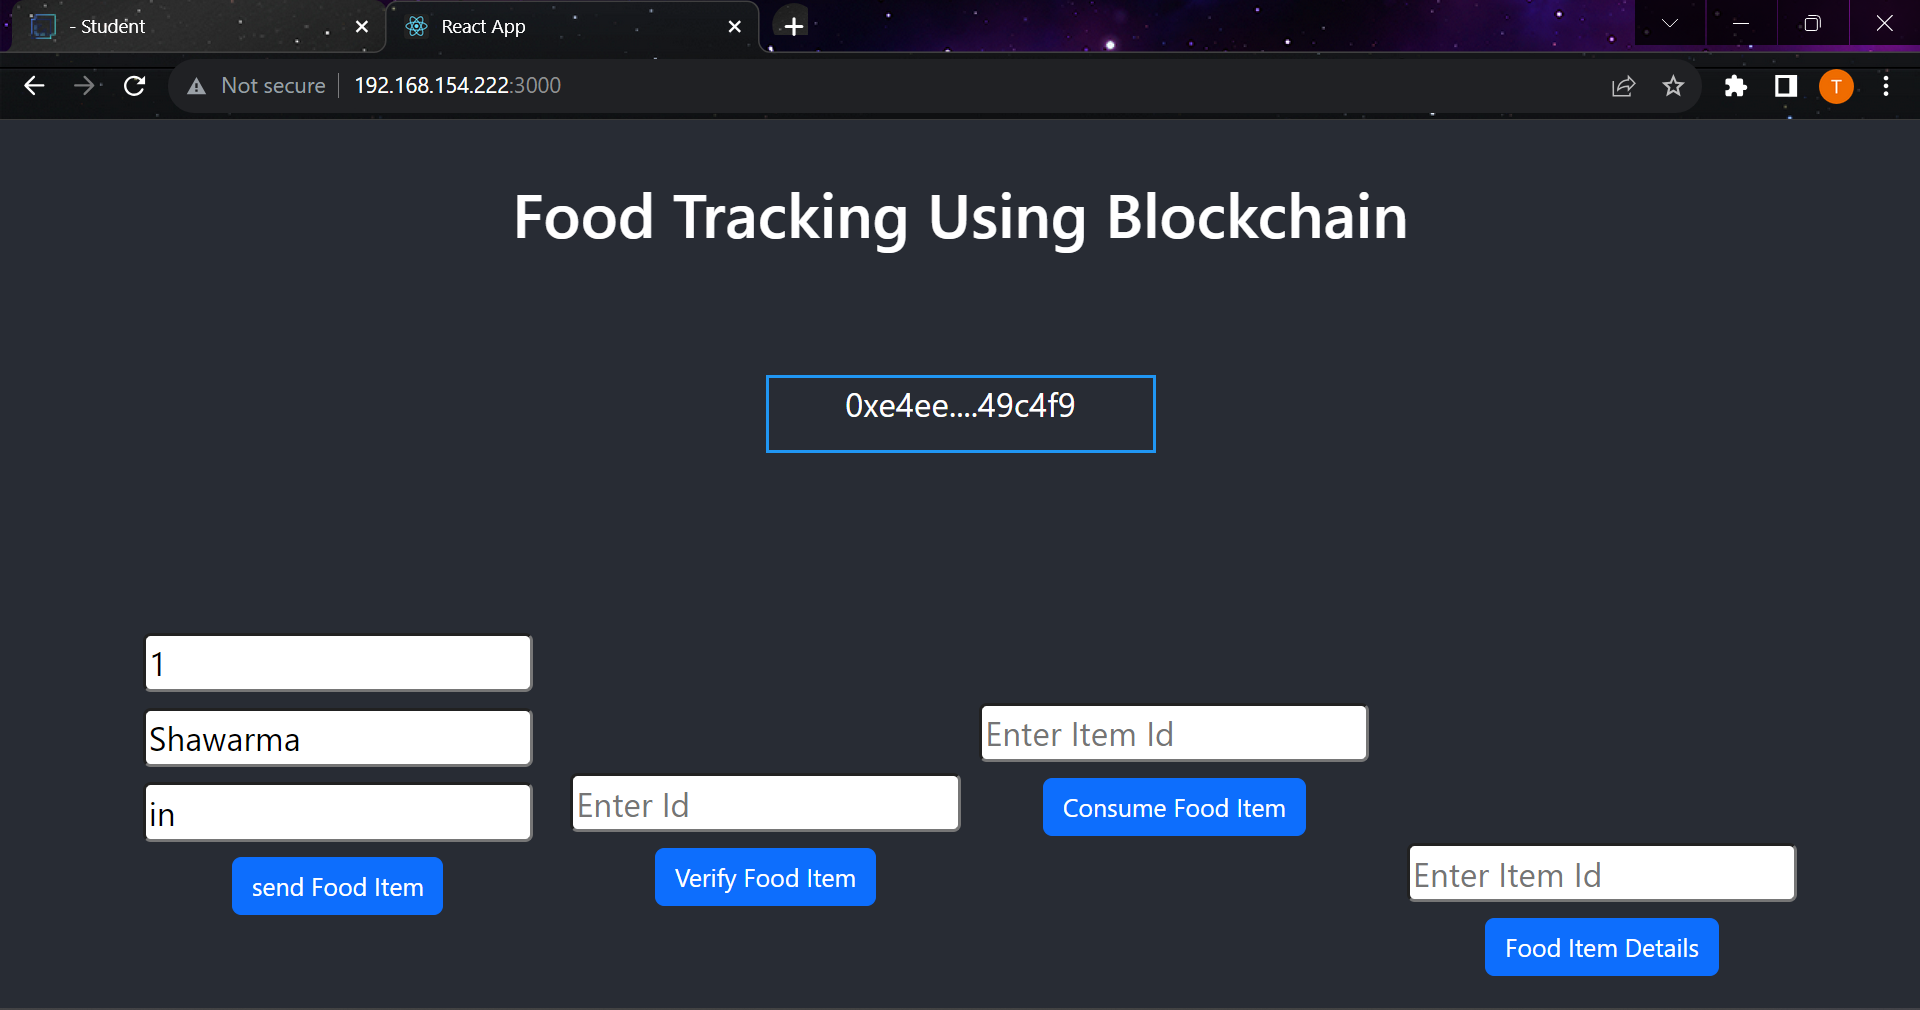 - Student
React App
Not secure
192.168.154.222:3000
T
Food Tracking Using Blockchain
0xe4ee....49c4f9
1
Shawarma
in
send Food Item
Enter Id
Verify Food Item
Enter Item Id
Consume Food Item
Enter Item Id
Food Item Details